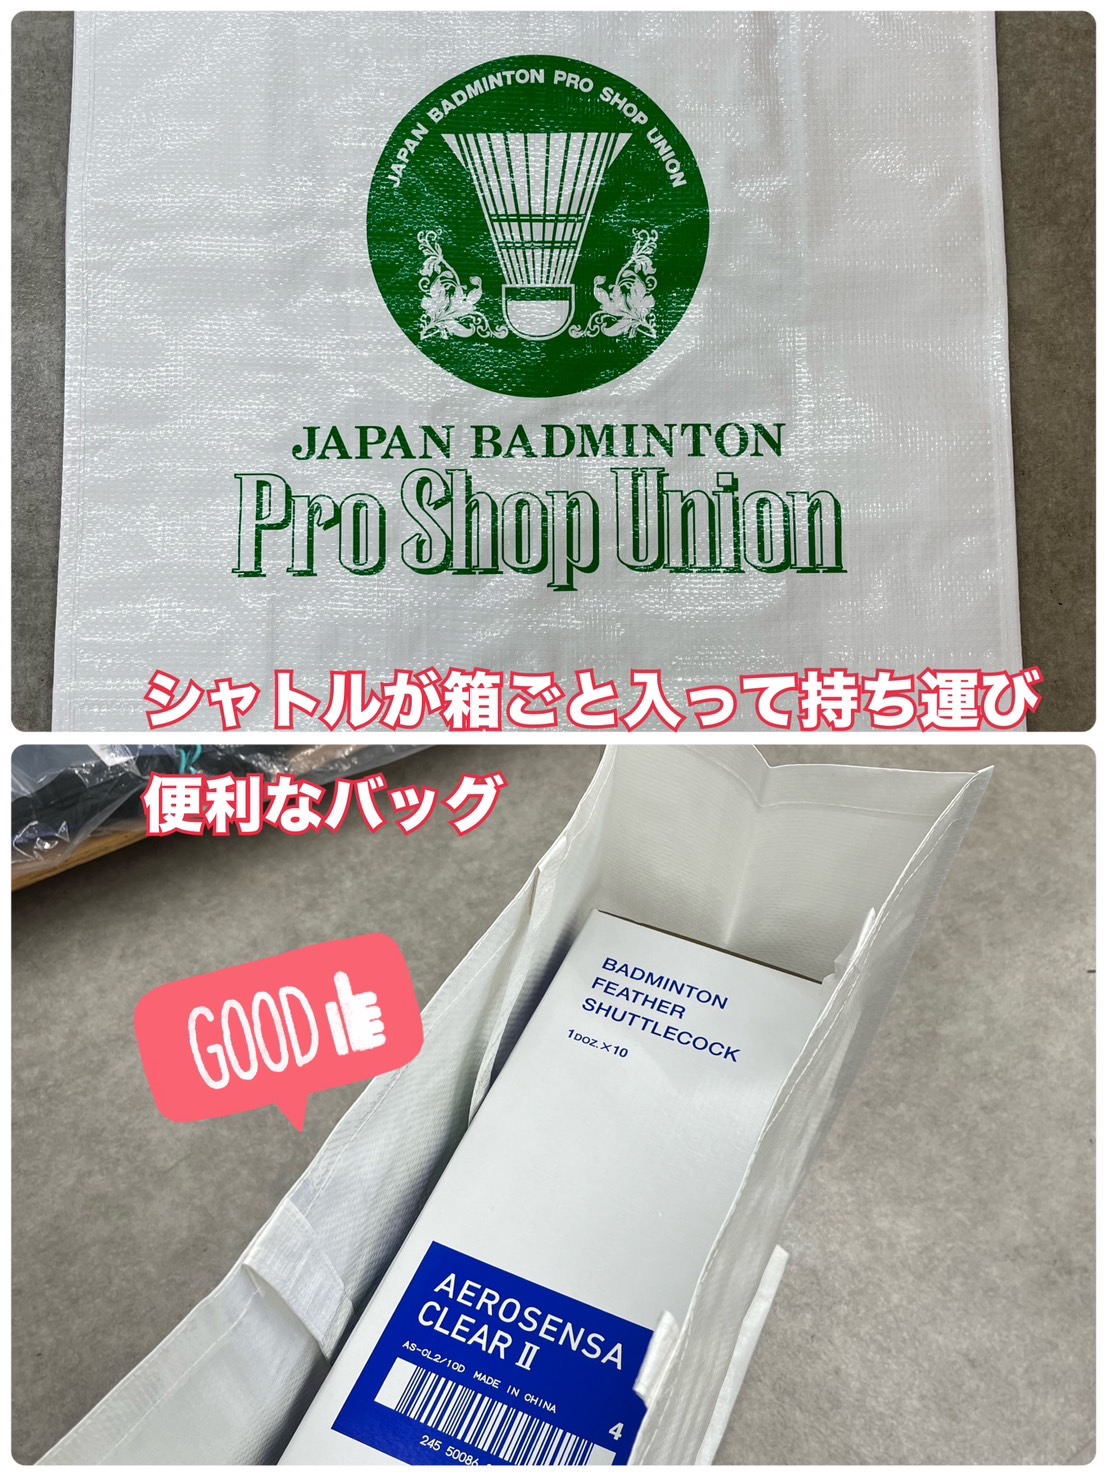 JAPAN BADMINTON PRO SHOP UNION
JAPAN BADMINTON
Pro Shop Union
シャトルが箱ごと入って持ち運び
便利なバッグ
GOOD
BADMINTON
FEATHER
SHUTTLECOCK
1DOZ.×10
AEROSENSA
CLEAR II
AS-CL2/10D MADE IN CHINA
4
245 50086